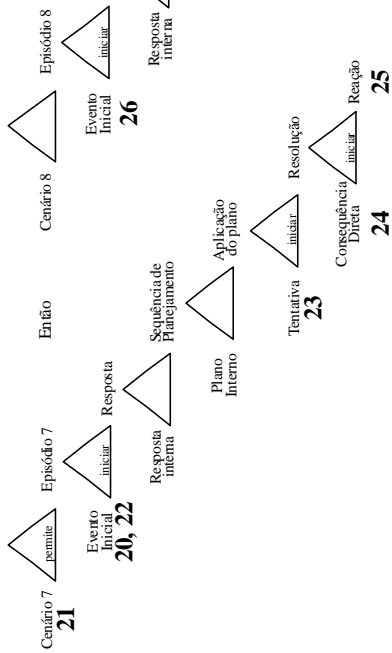 Cenário 7
21
permite
Episódio 7
Evento
Inicial
20, 22
iniciar
Resposta
Resposta
interna
Sequência de
Planejamento
Plano
Interno
Aplicação
do plano
Tentativa
23
iniciar
Resolução
Consequência
Direta
24
iniciar
Reação
25
Então
Cenário 8
Episódio 8
Evento
Inicial
26
iniciar
Resposta
interna